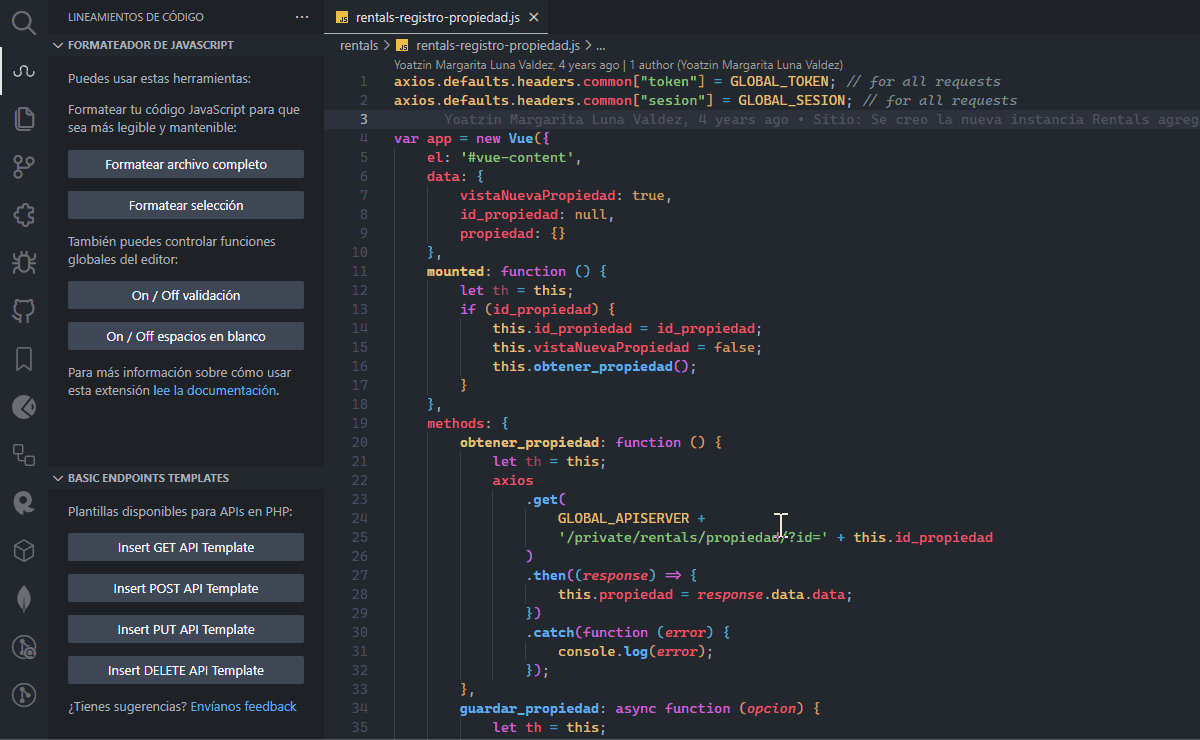 LINEAMIENTOS DE CÓDIGO
FORMATEADOR DE JAVASCRIPT
Puedes usar estas herramientas:
Formatear tu código JavaScript para que
sea más legible y mantenible:
Formatear archivo completo
Formatear selección
También puedes controlar funciones
globales del editor:
On / Off validación
On / Off espacios en blanco
Para más información sobre cómo usar
esta extensión lee la documentación.
BASIC ENDPOINTS TEMPLATES
Plantillas disponibles para APIs en PHP:
Insert GET API Template
Insert POST API Template
Insert PUT API Template
Insert DELETE API Template
¿Tienes sugerencias? Envíanos feedback
JS rentals-registro-propiedad.js
rentals > JS rentals-registro-propiedad.js > ...
Yoatzin Margarita Luna Valdez, 4 years ago | 1 author (Yoatzin Margarita Luna Valdez)
1 axios.defaults.headers.common["token"] = GLOBAL_TOKEN; // for all requests
2 axios.defaults.headers.common["sesion"] = GLOBAL_SESION; // for all requests
3 Yoatzin Margarita Luna Valdez, 4 years ago • Sitio: Se creo la nueva instancia Rentals agreg
4 var app = new Vue({
5 el: '#vue-content',
6 data: {
7 vistaNuevaPropiedad: true,
8 id_propiedad: null,
9 propiedad: {}
10 },
11 mounted: function () {
12 let th = this;
13 if (id_propiedad) {
14 this.id_propiedad = id_propiedad;
15 this.vistaNuevaPropiedad = false;
16 this.obtener_propiedad();
17 }
18 },
19 methods: {
20 obtener_propiedad: function () {
21 let th = this;
22 axios
23 .get(
24 GLOBAL_APISERVER +
25 '/private/rentals/propiedad/?id=' + this.id_propiedad
26 )
27 .then((response) => {
28 this.propiedad = response.data.data;
29 })
30 .catch(function (error) {
31 console.log(error);
32 });
33 },
34 guardar_propiedad: async function (opcion) {
35 let th = this;